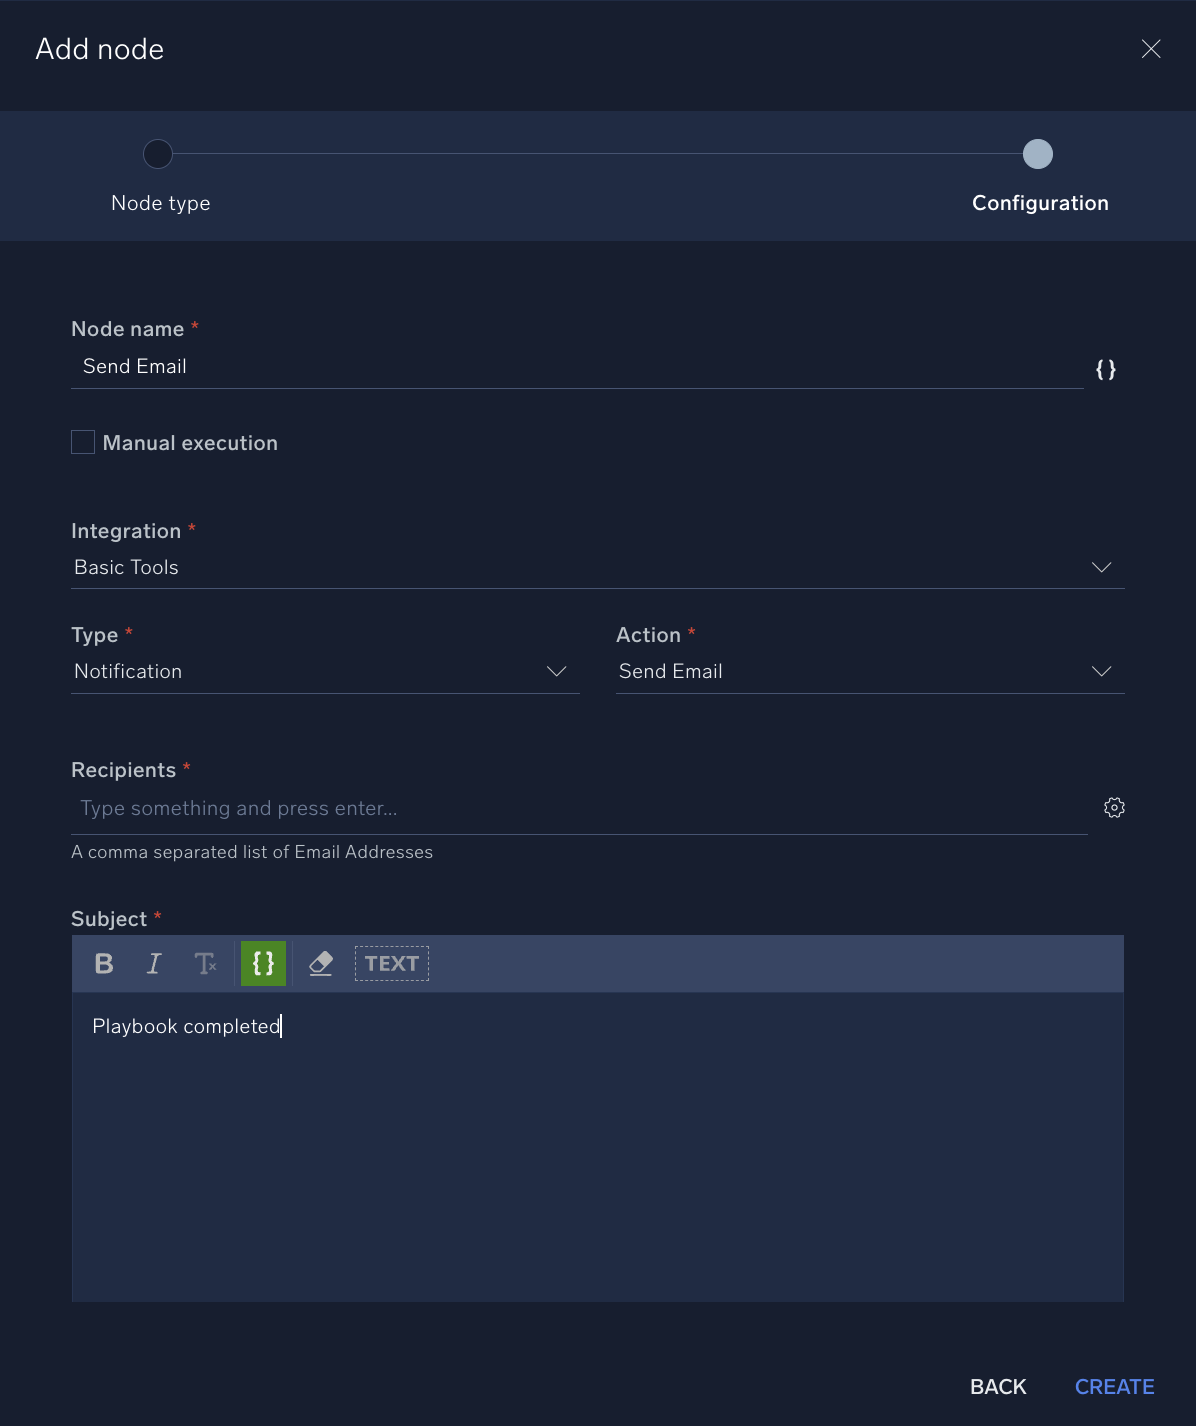 Add node
Node type
Configuration
Node name *
Send Email
{}
Manual execution
Integration *
Basic Tools
Type *
Action *
Notification
Send Email
Recipients *
Type something and press enter...
A comma separated list of Email Addresses
Subject *
B I Tx {} TEXT
Playbook completed
BACK CREATE